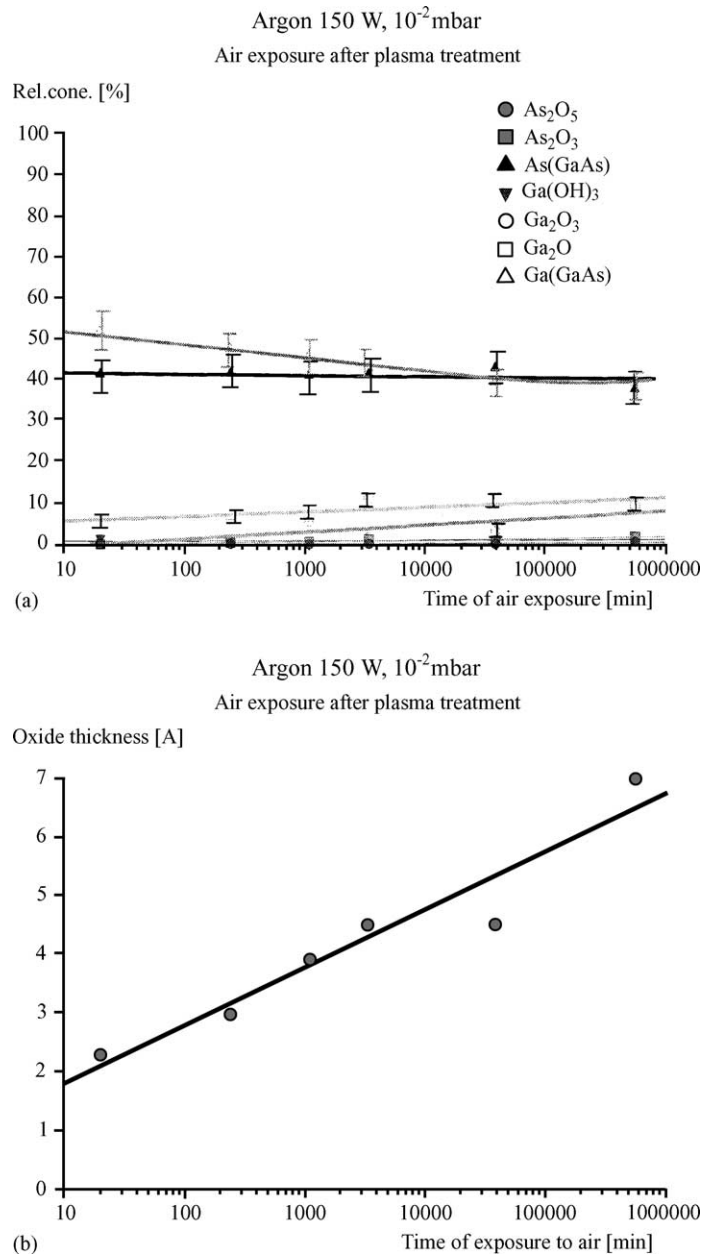 Argon 150 W, 10⁻² mbar
Air exposure after plasma treatment
Rel.cone. [%]
As₂O₅
As₂O₃
As(GaAs)
Ga(OH)₃
Ga₂O₃
Ga₂O
Ga(GaAs)
100
90
80
70
60
50
40
30
20
10
0
10 100 1000 10000 100000 1000000
(a) Time of air exposure [min]
Argon 150 W, 10⁻² mbar
Air exposure after plasma treatment
Oxide thickness [A]
7
6
5
4
3
2
1
0
10 100 1000 10000 100000 1000000
(b) Time of exposure to air [min]